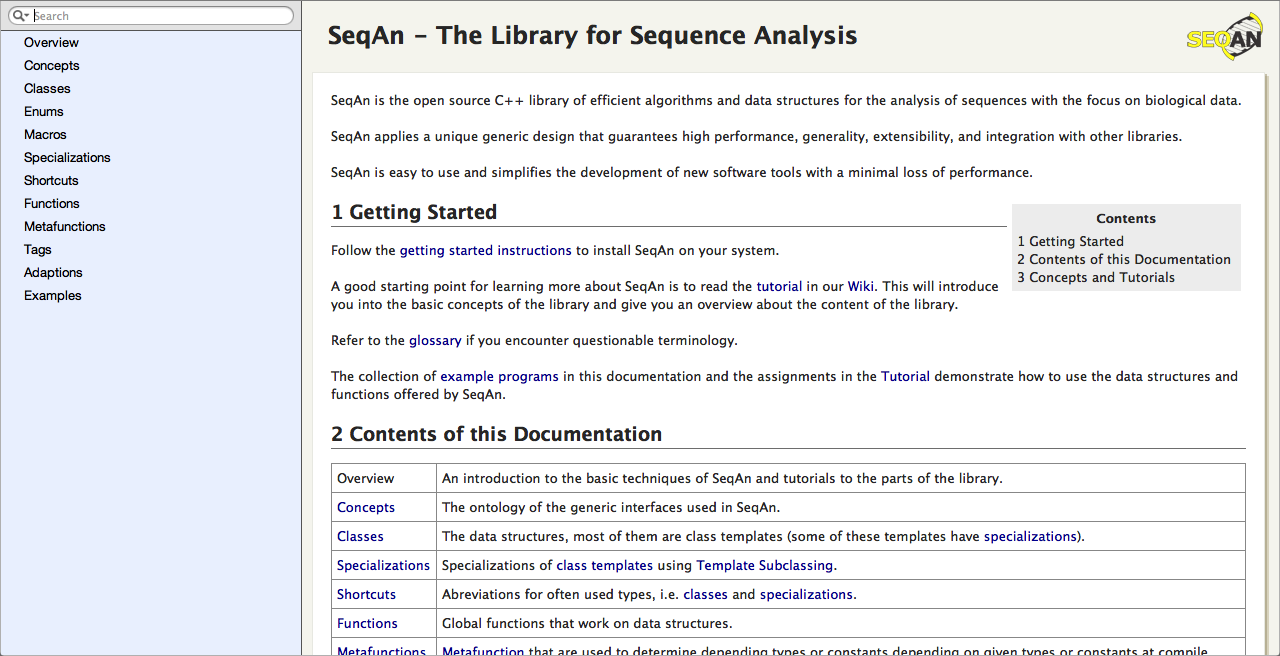 Search
Overview
Concepts
Classes
Enums
Macros
Specializations
Shortcuts
Functions
Metafunctions
Tags
Adaptions
Examples
SeqAn - The Library for Sequence Analysis
SEQAN
SeqAn is the open source C++ library of efficient algorithms and data structures for the analysis of sequences with the focus on biological data.
SeqAn applies a unique generic design that guarantees high performance, generality, extensibility, and integration with other libraries.
SeqAn is easy to use and simplifies the development of new software tools with a minimal loss of performance.
1 Getting Started
Contents
1 Getting Started
2 Contents of this Documentation
3 Concepts and Tutorials
Follow the getting started instructions to install SeqAn on your system.
A good starting point for learning more about SeqAn is to read the tutorial in our Wiki. This will introduce
you into the basic concepts of the library and give you an overview about the content of the library.
Refer to the glossary if you encounter questionable terminology.
The collection of example programs in this documentation and the assignments in the Tutorial demonstrate how to use the data structures and
functions offered by SeqAn.
2 Contents of this Documentation
Overview An introduction to the basic techniques of SeqAn and tutorials to the parts of the library.
Concepts The ontology of the generic interfaces used in SeqAn.
Classes The data structures, most of them are class templates (some of these templates have specializations).
Specializations Specializations of class templates using Template Subclassing.
Shortcuts Abreviations for often used types, i.e. classes and specializations.
Functions Global functions that work on data structures.
Metafunctions Metafunction that are used to determine depending types or constants depending on given types or constants at compile